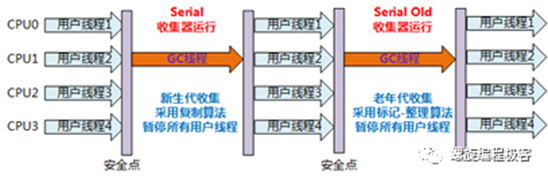 Serial
收集器运行
Serial Old
收集器运行
CPU0
用户线程1
用户线程1
用户线程1
CPU1
用户线程2
GC线程
用户线程2
GC线程
用户线程2
CPU2
用户线程3
用户线程3
用户线程3
CPU3
用户线程4
用户线程4
用户线程4
新生代收集
采用复制算法
暂停所有用户线程
老年代收集
采用标记-整理算法
暂停所有用户线程
安全点
安全点
螺旋编程极客